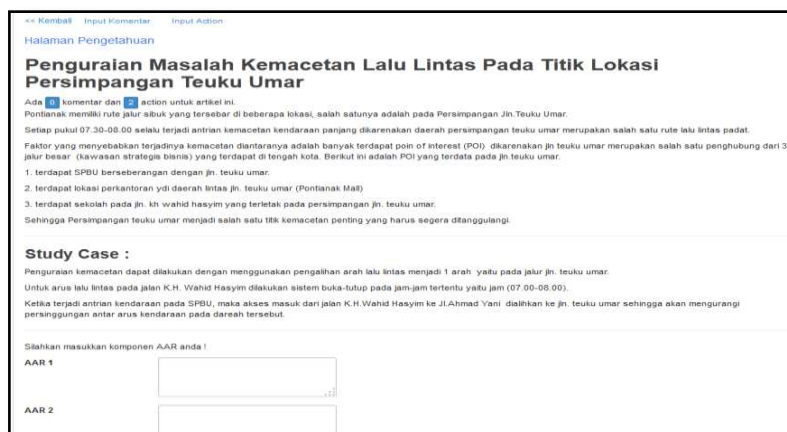 << Kembali Input Komentar Input Action
Halaman Pengetahuan
Penguraian Masalah Kemacetan Lalu Lintas Pada Titik Lokasi
Persimpangan Teuku Umar
Ada 0 komentar dan 2 action untuk artikel ini.
Pontianak memiliki rute jalur sibuk yang tersebar di beberapa lokasi, salah satunya adalah pada Persimpangan Jln.Teuku Umar.
Setiap pukul 07.30-08.00 selalu terjadi antrian kemacetan kendaraan panjang dikarenakan daerah persimpangan teuku umar merupakan salah satu rute lalu lintas padat.
Faktor yang menyebabkan terjadinya kemacetan diantaranya adalah banyak terdapat poin of interest (POI) dikarenakan jln teuku umar merupakan salah satu penghubung dari 3
jalur besar (kawasan strategis bisnis) yang terdapat di tengah kota. Berikut ini adalah POI yang terdata pada jln.teuku umar.
1. terdapat SPBU berseberangan dengan jln. teuku umar.
2. terdapat lokasi perkantoran ydi daerah lintas jln. teuku umar (Pontianak Mall)
3. terdapat sekolah pada jln. kh wahid hasyim yang terletak pada persimpangan jln. teuku umar.
Sehingga Persimpangan teuku umar menjadi salah satu titik kemacetan penting yang harus segera ditanggulangi.
Study Case :
Penguraian kemacetan dapat dilakukan dengan menggunakan pengalihan arah lalu lintas menjadi 1 arah yaitu pada jalur jln. teuku umar.
Untuk arus lalu lintas pada jalan K.H. Wahid Hasyim dilakukan sistem buka-tutup pada jam-jam tertentu yaitu jam (07.00-08.00).
Ketika terjadi antrian kendaraan pada SPBU, maka akses masuk dari jalan K.H.Wahid Hasyim ke Jl.Ahmad Yani dialihkan ke jln. teuku umar sehingga akan mengurangi
persinggungan antar arus kendaraan pada dareah tersebut.
Silahkan masukkan komponen AAR anda !
AAR 1
AAR 2